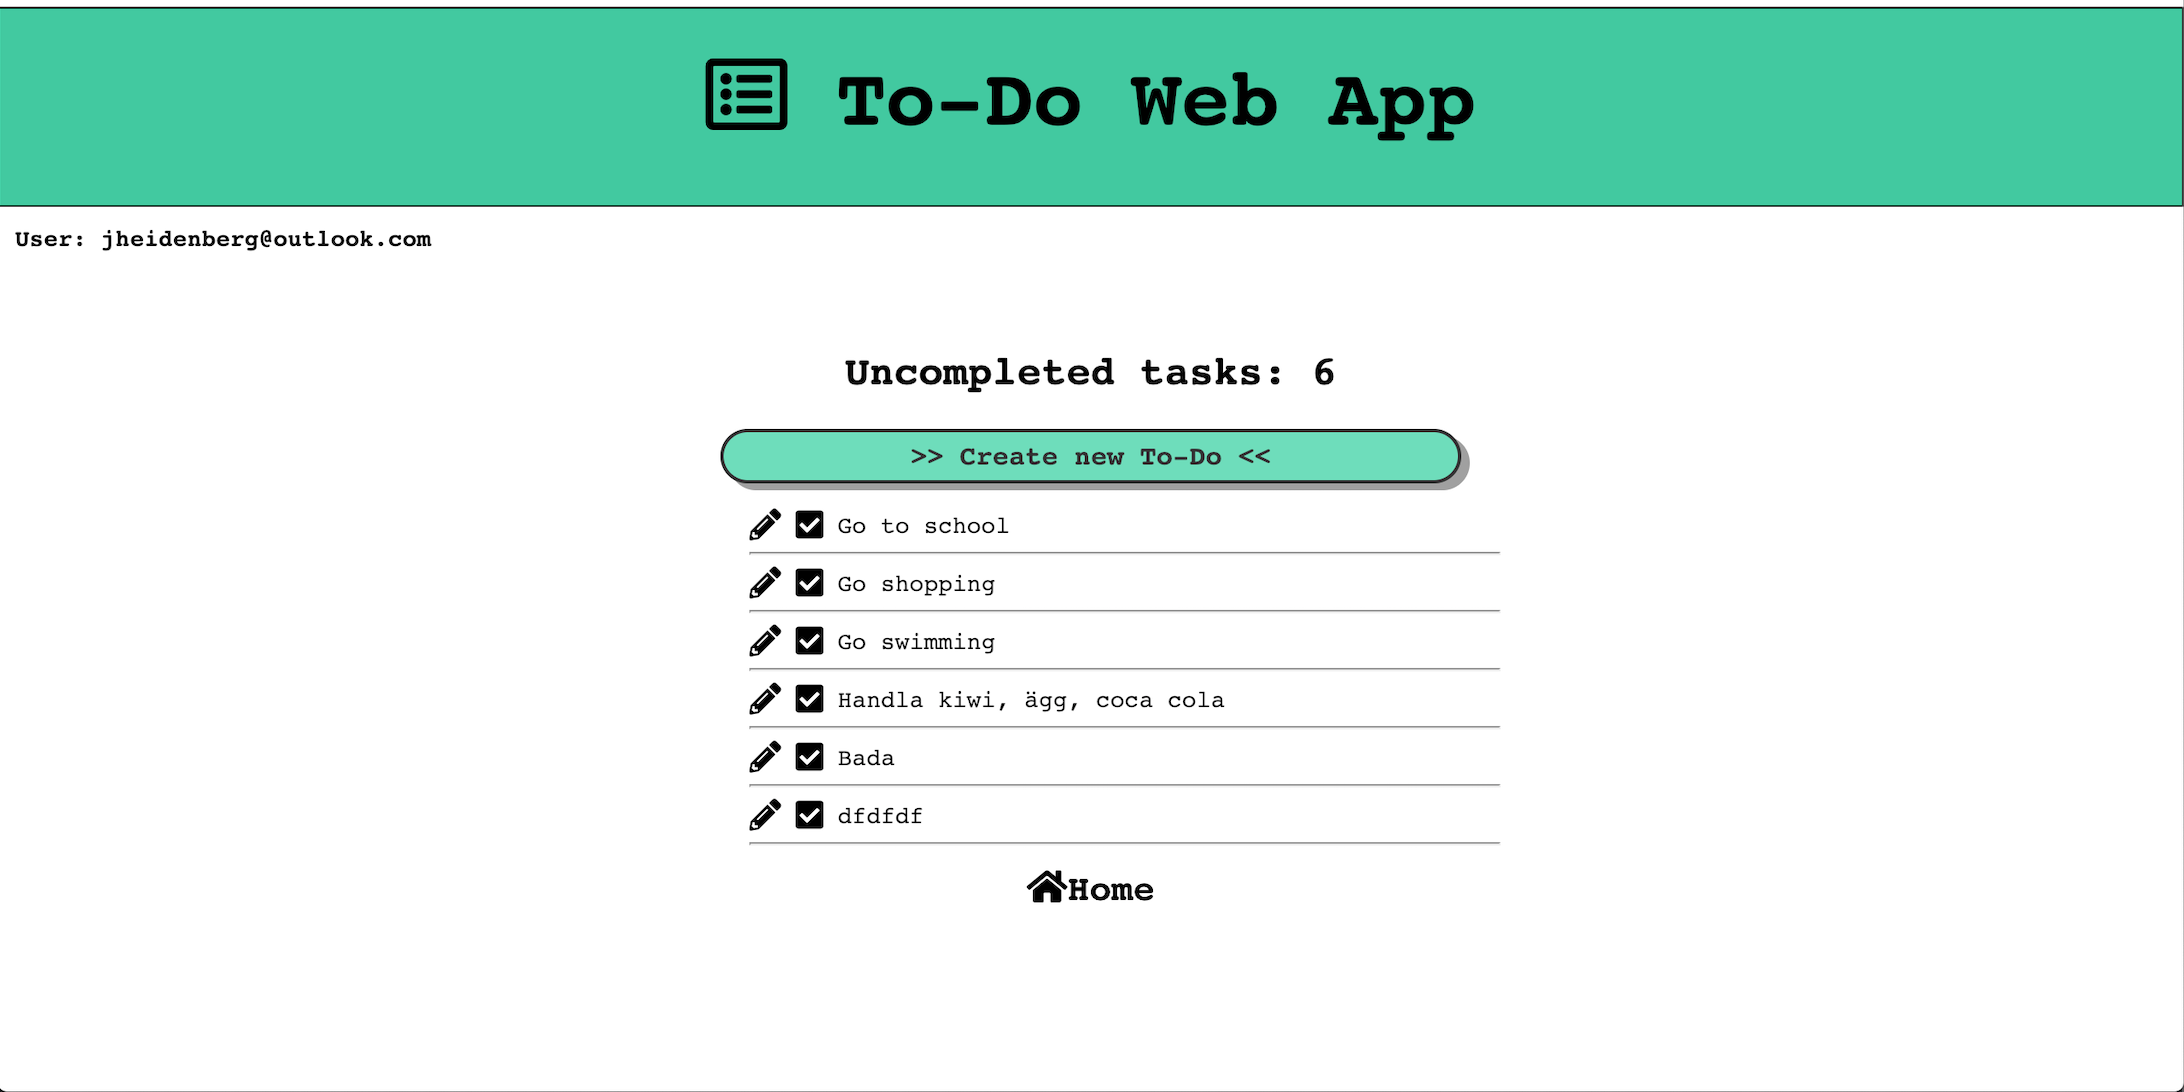 To-Do Web App
User: jheidenberg@outlook.com
Uncompleted tasks: 6
>> Create new To-Do <<
Go to school
Go shopping
Go swimming
Handla kiwi, ägg, coca cola
Bada
dfdfdf
Home